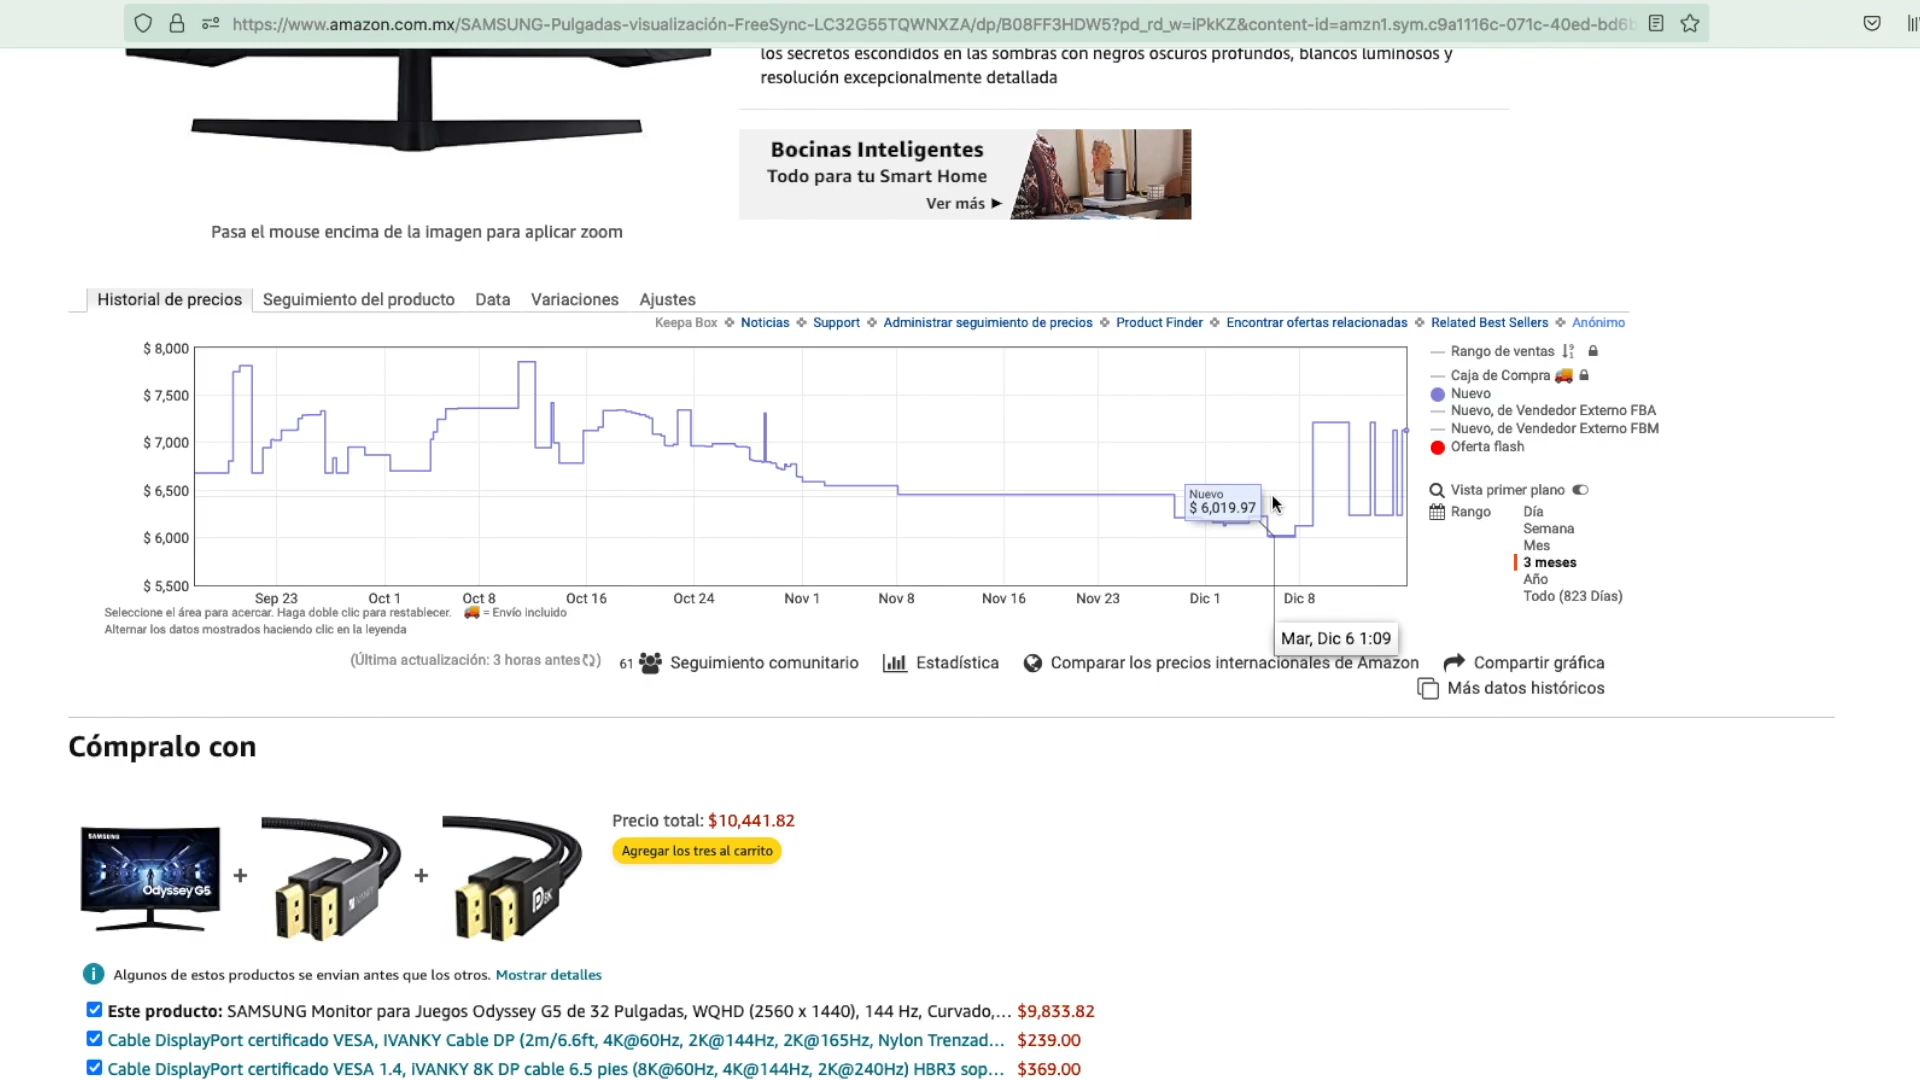 https://www.amazon.com.mx/SAMSUNG-Pulgadas-visualización-FreeSync-LC32G55TQWNXZA/dp/B08FF3HDW5?pd_rd_w=iPkKZ&content-id=amzn1.sym.c9a1116c-071c-40ed-bd6b
los secretos escondidos en las sombras con negros oscuros profundos, blancos luminosos y
resolución excepcionalmente detallada
Bocinas Inteligentes
Todo para tu Smart Home
Ver más ►
Pasa el mouse encima de la imagen para aplicar zoom
Historial de precios Seguimiento del producto Data Variaciones Ajustes
Keepa Box Noticias Support Administrar seguimiento de precios Product Finder Encontrar ofertas relacionadas Related Best Sellers Anónimo
$ 8,000
$ 7,500
$ 7,000
$ 6,500
$ 6,000
$ 5,500
Nuevo
$ 6,019.97
Sep 23 Oct 1 Oct 8 Oct 16 Oct 24 Nov 1 Nov 8 Nov 16 Nov 23 Dic 1 Dic 8
Mar, Dic 6 1:09
Rango de ventas
Caja de Compra
Nuevo
Nuevo, de Vendedor Externo FBA
Nuevo, de Vendedor Externo FBM
Oferta flash
Vista primer plano
Rango
Día
Semana
Mes
3 meses
Año
Todo (823 Días)
Seleccione el área para acercar. Haga doble clic para restablecer. = Envío incluido
Alternar los datos mostrados haciendo clic en la leyenda
(Última actualización: 3 horas antes) 61 Seguimiento comunitario Estadística Comparar los precios internacionales de Amazon Compartir gráfica
Más datos históricos
Cómpralo con
SAMSUNG
Odyssey G5
+
+
Precio total: $10,441.82
Agregar los tres al carrito
Algunos de estos productos se envian antes que los otros. Mostrar detalles
Este producto: SAMSUNG Monitor para Juegos Odyssey G5 de 32 Pulgadas, WQHD (2560 x 1440), 144 Hz, Curvado,... $9,833.82
Cable DisplayPort certificado VESA, IVANKY Cable DP (2m/6.6ft, 4K@60Hz, 2K@144Hz, 2K@165Hz, Nylon Trenzad... $239.00
Cable DisplayPort certificado VESA 1.4, iVANKY 8K DP cable 6.5 pies (8K@60Hz, 4K@144Hz, 2K@240Hz) HBR3 sop... $369.00